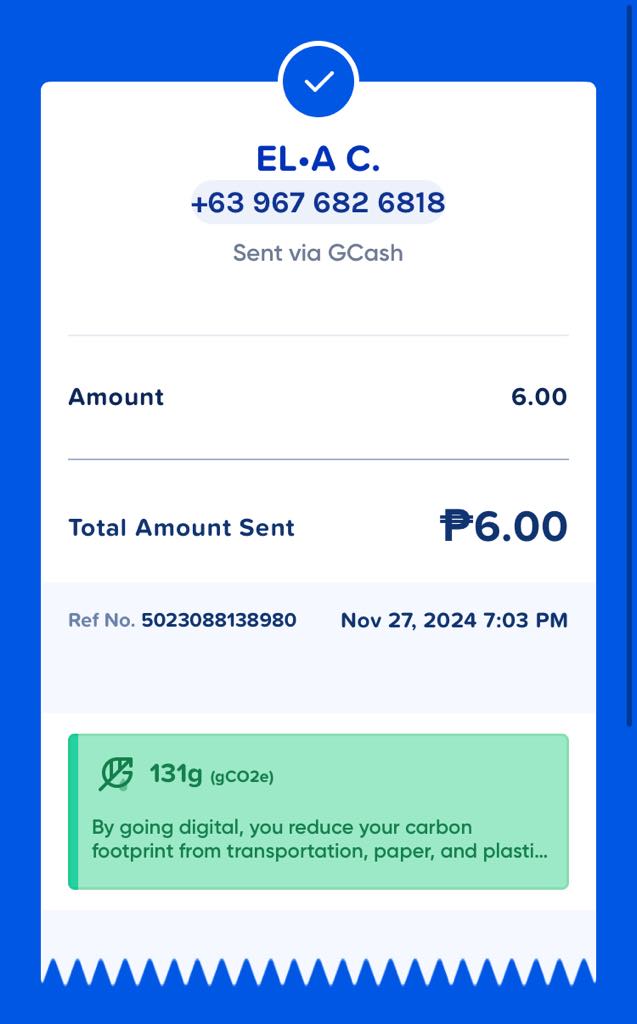 EL•A C.
+63 967 682 6818
Sent via GCash
Amount 6.00
Total Amount Sent ₱6.00
Ref No. 5023088138980 Nov 27, 2024 7:03 PM
131g (gCO2e)
By going digital, you reduce your carbon
footprint from transportation, paper, and plasti...